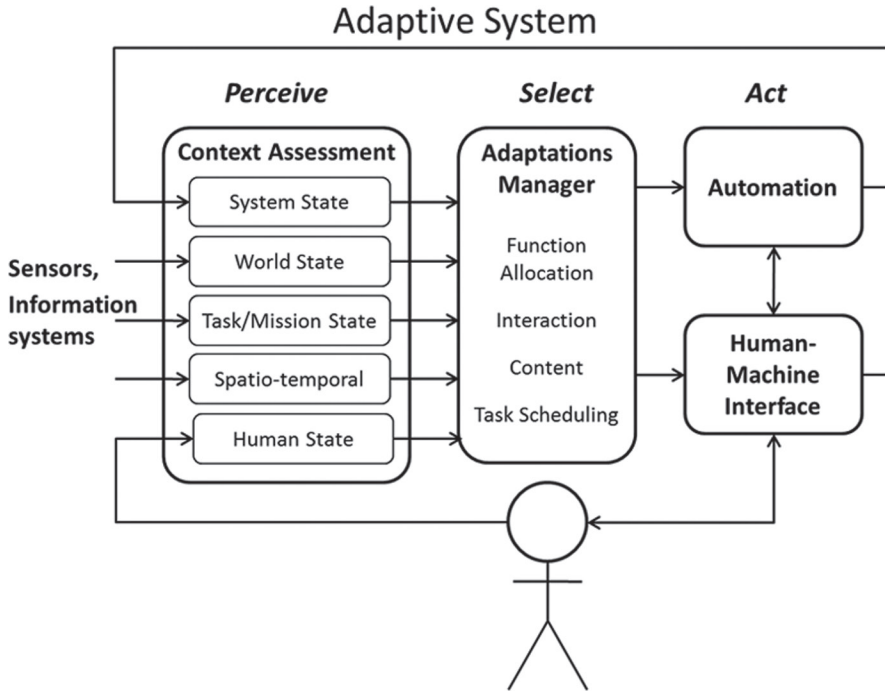 Adaptive System
Perceive
Select
Act
Context Assessment
System State
World State
Task/Mission State
Spatio-temporal
Human State
Sensors,
Information
systems
Adaptations
Manager
Function
Allocation
Interaction
Content
Task Scheduling
Automation
Human-
Machine
Interface